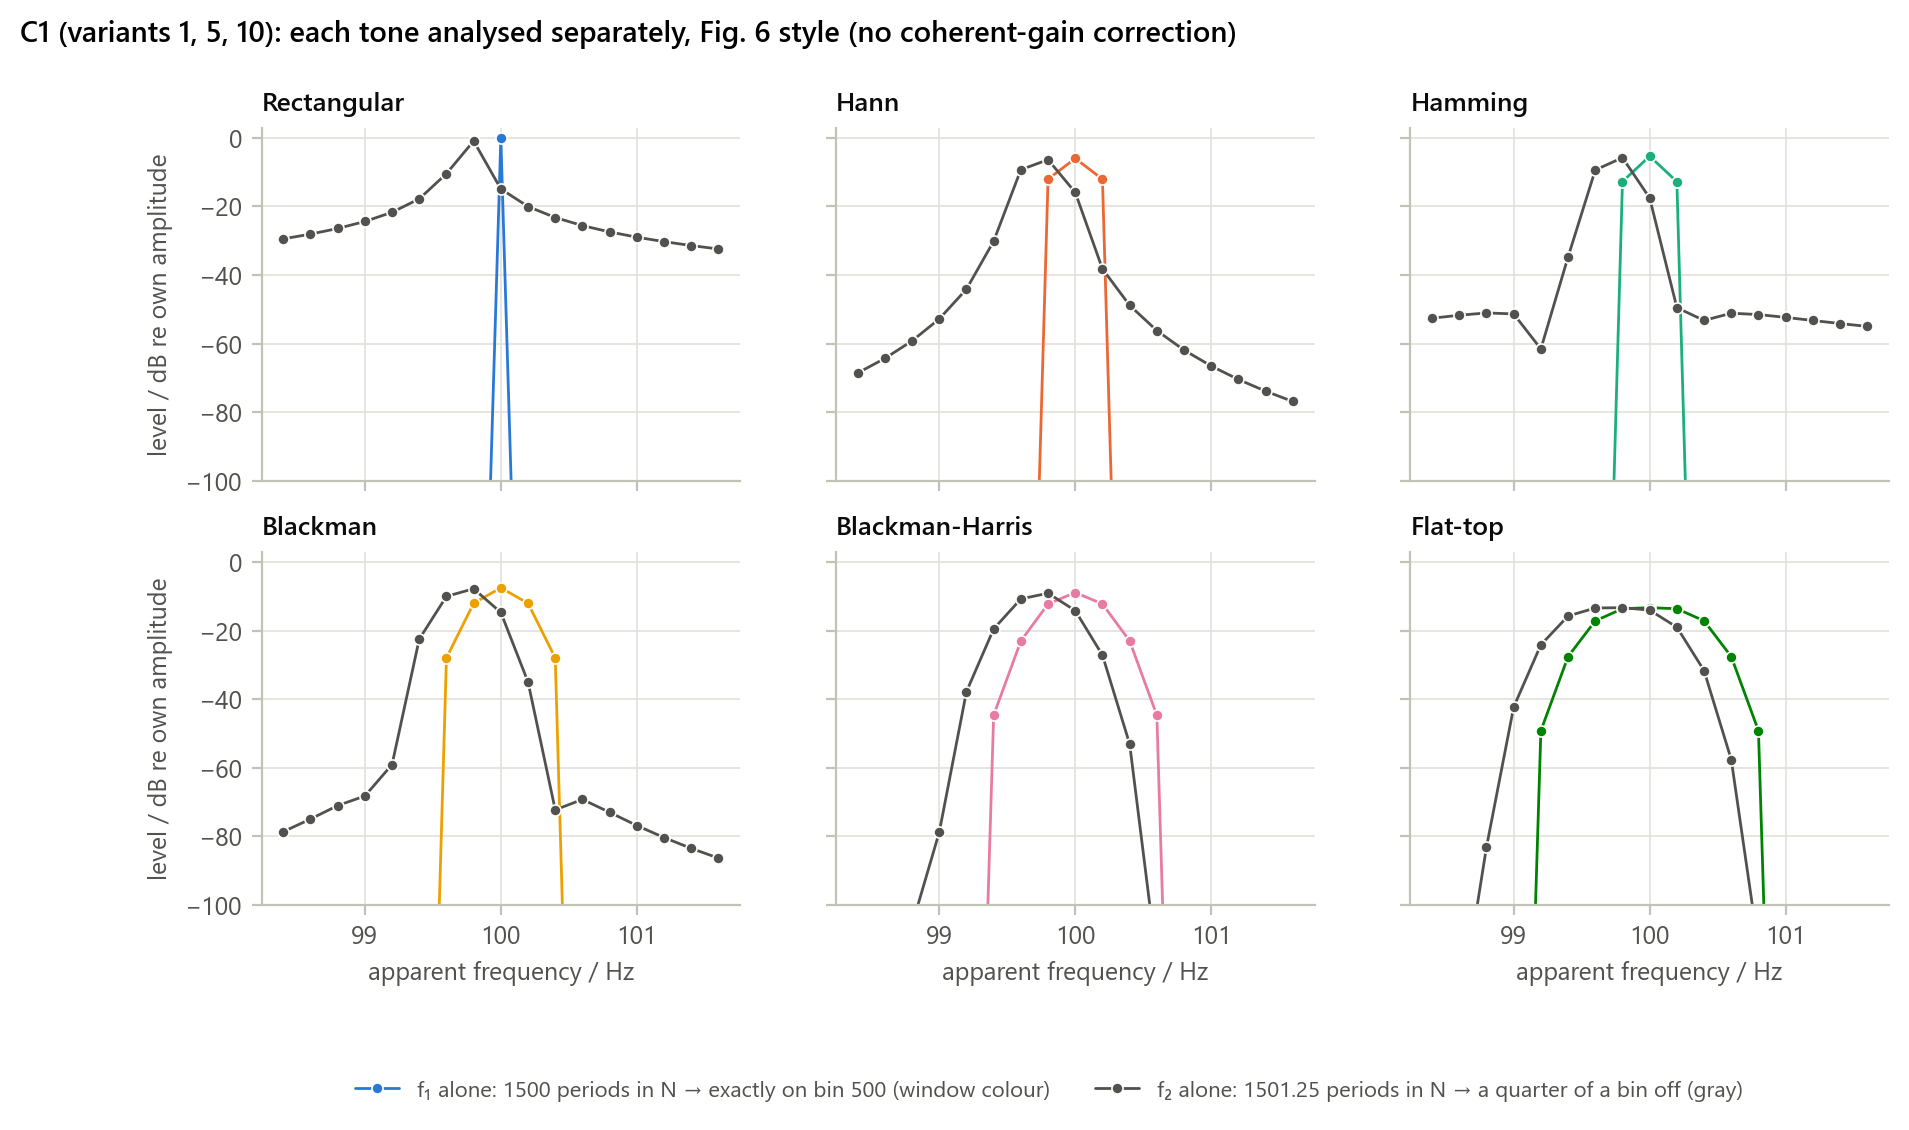 C1 (variants 1, 5, 10): each tone analysed separately, Fig. 6 style (no coherent-gain correction)
Rectangular
Hann
Hamming
level / dB re own amplitude
0
−20
−40
−60
−80
−100
Blackman
Blackman-Harris
Flat-top
level / dB re own amplitude
0
−20
−40
−60
−80
−100
99 100 101
99 100 101
99 100 101
apparent frequency / Hz
apparent frequency / Hz
apparent frequency / Hz
f₁ alone: 1500 periods in N → exactly on bin 500 (window colour)
f₂ alone: 1501.25 periods in N → a quarter of a bin off (gray)